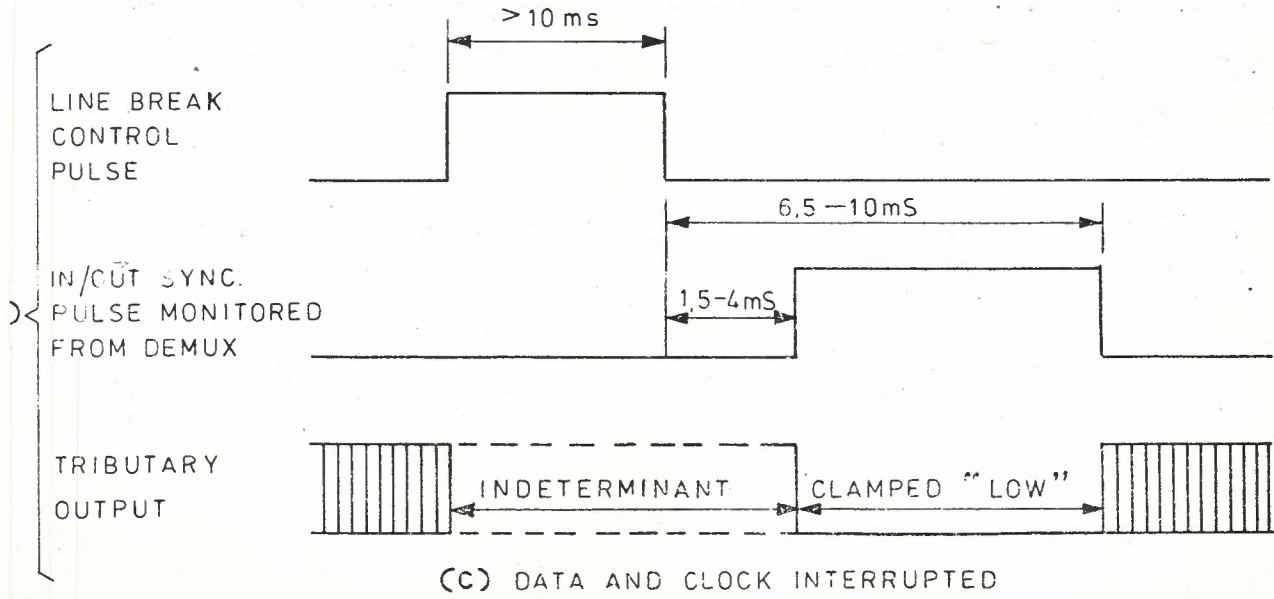 >10 ms
LINE BREAK
CONTROL
PULSE
6,5—10mS
IN/OUT SYNC.
PULSE MONITORED
FROM DEMUX
1,5-4mS
TRIBUTARY
OUTPUT
INDETERMINANT
CLAMPED "LOW"
(C) DATA AND CLOCK INTERRUPTED